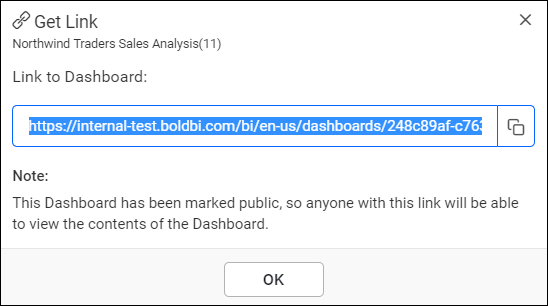 Get Link
Northwind Traders Sales Analysis(11)
Link to Dashboard:
https://internal-test.boldbi.com/bi/en-us/dashboards/248c89af-c763
Note:
This Dashboard has been marked public, so anyone with this link will be able
to view the contents of the Dashboard.
OK